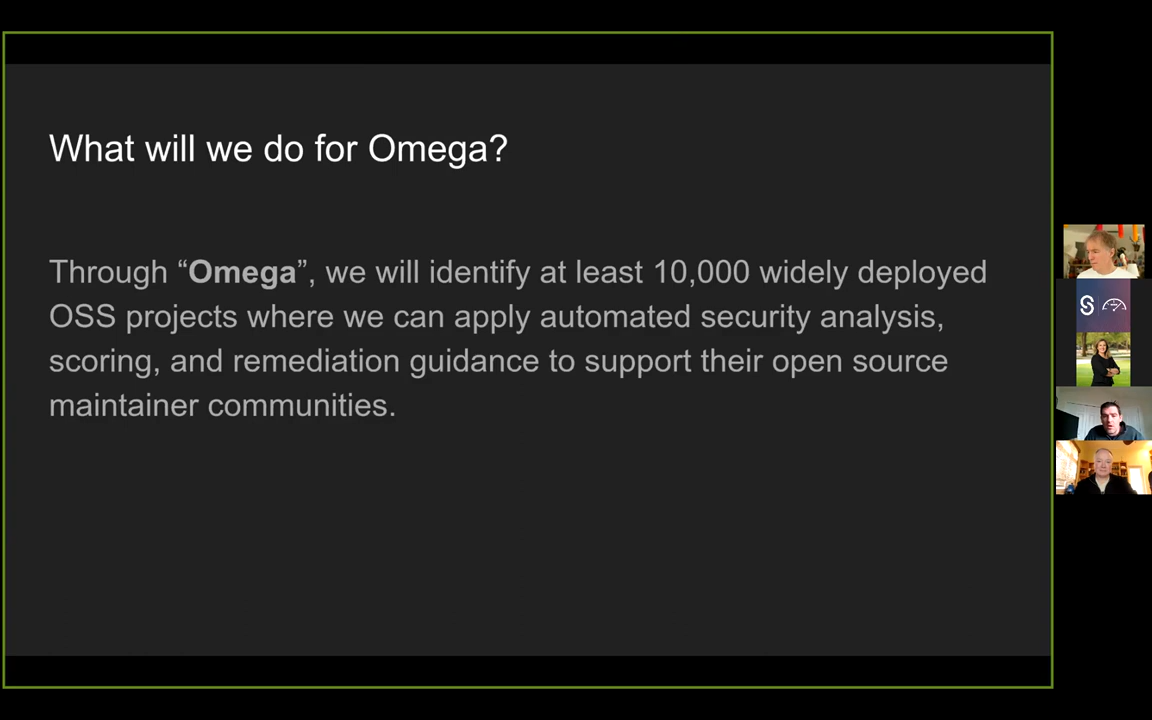 What will we do for Omega?
Through “Omega”, we will identify at least 10,000 widely deployed
OSS projects where we can apply automated security analysis,
scoring, and remediation guidance to support their open source
maintainer communities.